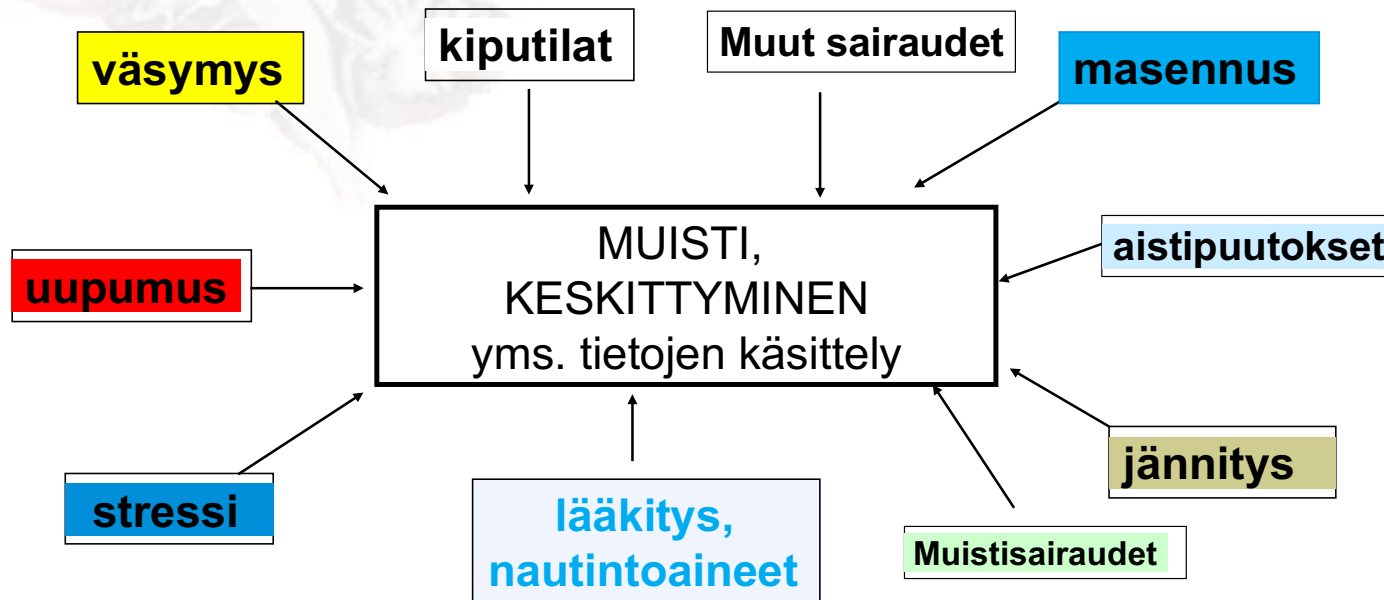 väsymys
kiputilat
Muut sairaudet
masennus
MUISTI,
KESKITTYMINEN
yms. tietojen käsittely
aistipuutokset
uupumus
jännitys
stressi
lääkitys,
nautintoaineet
Muistisairaudet